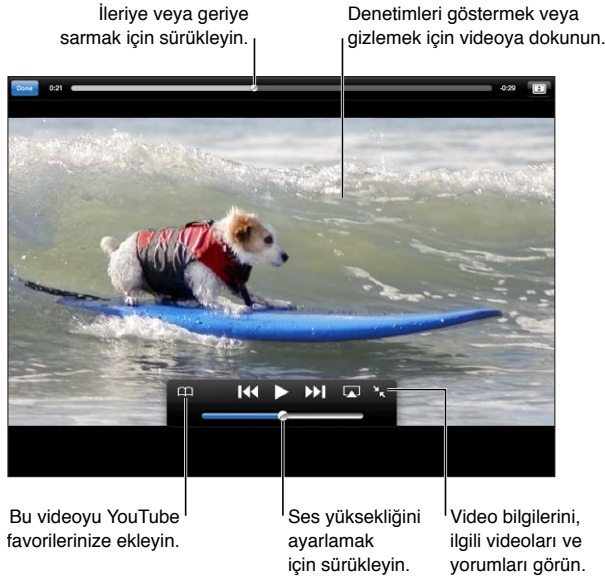 İleriye veya geriye
sarmak için sürükleyin.
Denetimleri göstermek veya
gizlemek için videoya dokunun.
Done 0:21 -0:29
Bu videoyu YouTube
favorilerinize ekleyin.
Ses yüksekliğini
ayarlamak
için sürükleyin.
Video bilgilerini,
ilgili videoları ve
yorumları görün.